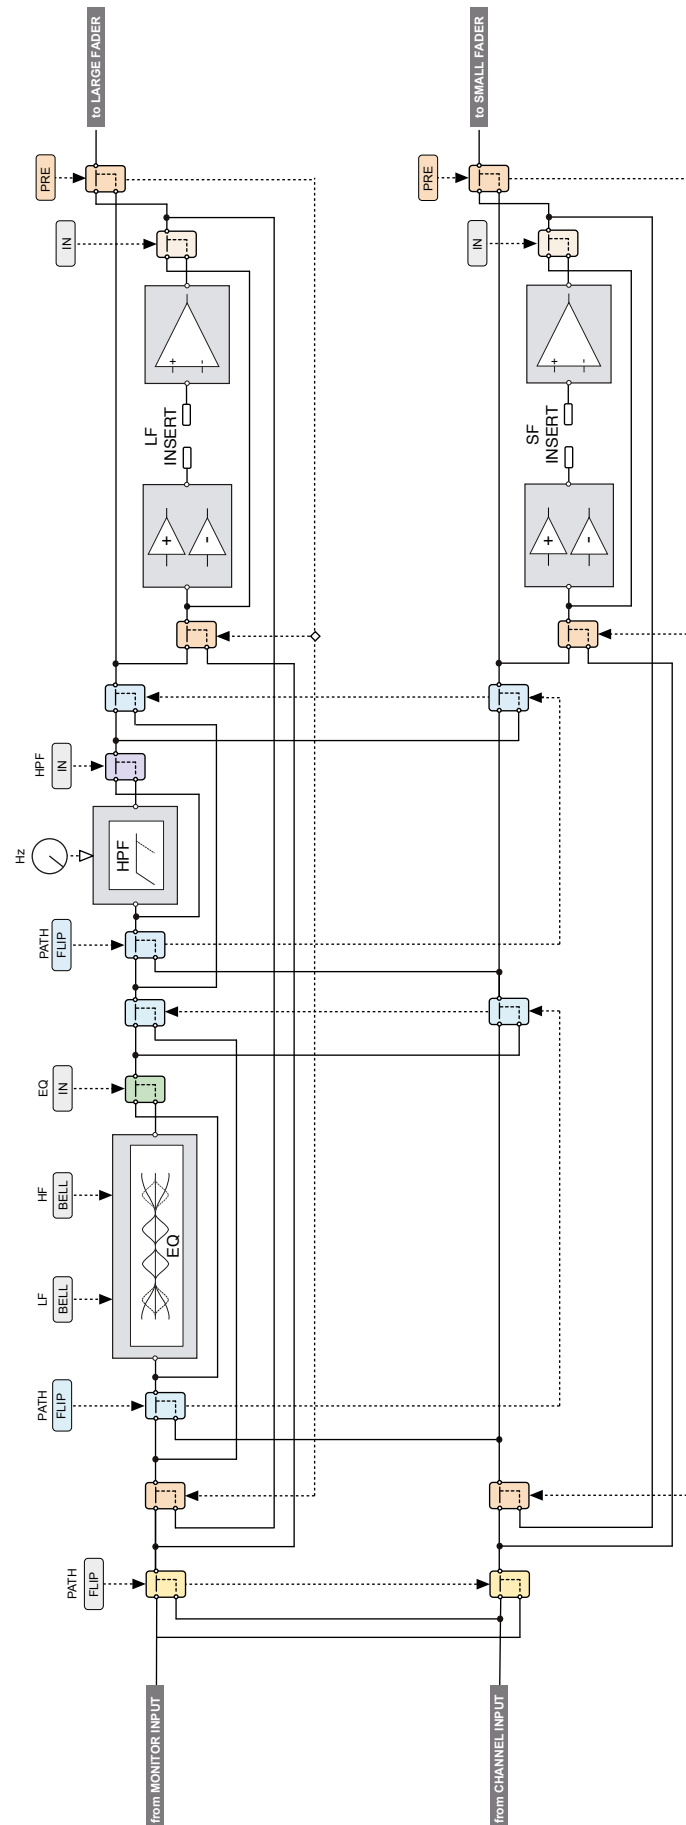 to LARGE FADER
to SMALL FADER
PRE
PRE
IN
IN
+
-
+
-
LF
INSERT
SF
INSERT
+
-
+
-
HPF
IN
Hz
HPF
PATH
FLIP
EQ
IN
HF
BELL
EQ
LF
BELL
PATH
FLIP
PATH
FLIP
from MONITOR INPUT
from CHANNEL INPUT